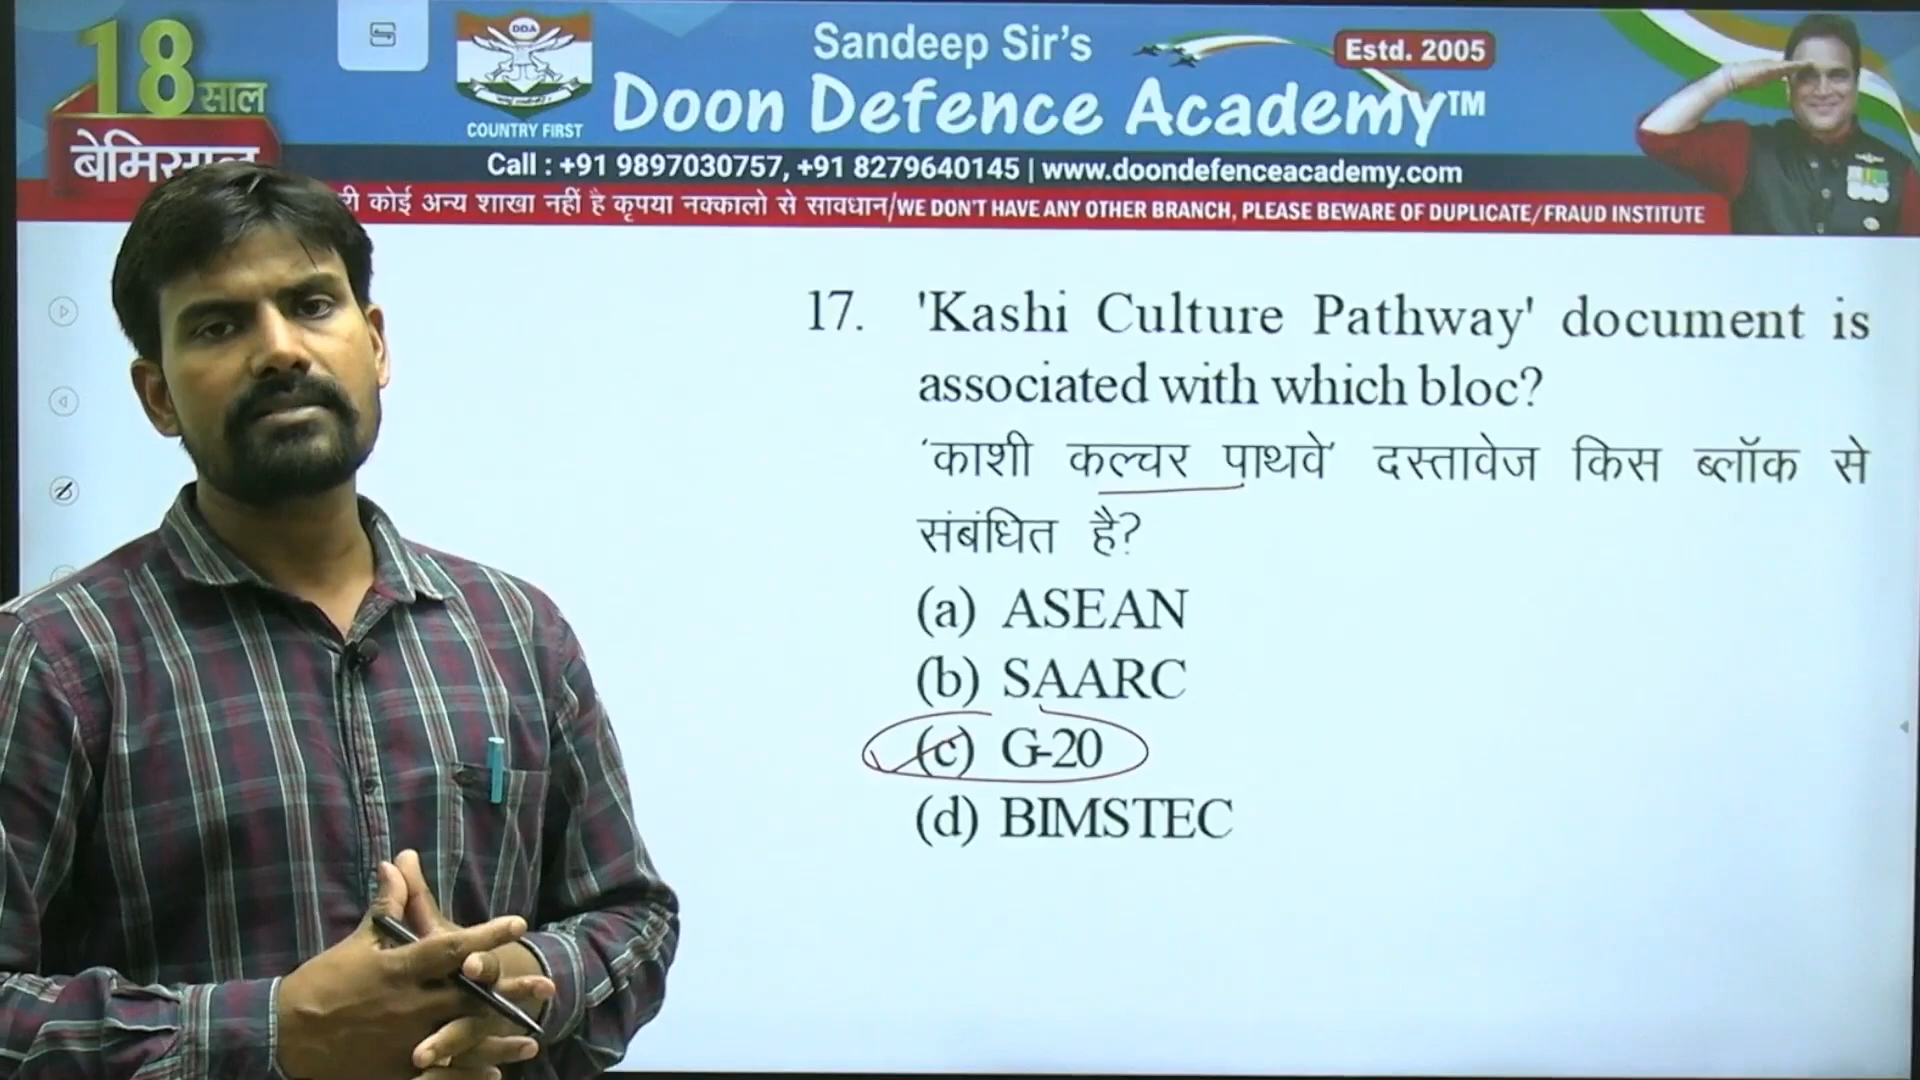 18 साल
बेमिसाल
DDA
COUNTRY FIRST
Sandeep Sir's
Estd. 2005
Doon Defence Academy™
Call : +91 9897030757, +91 8279640145 | www.doondefenceacademy.com
री कोई अन्य शाखा नहीं है कृपया नक्कालो से सावधान/WE DON'T HAVE ANY OTHER BRANCH, PLEASE BEWARE OF DUPLICATE/FRAUD INSTITUTE
17. 'Kashi Culture Pathway' document is
associated with which bloc?
'काशी कल्चर पाथवे' दस्तावेज किस ब्लॉक से
संबंधित है?
(a) ASEAN
(b) SAARC
(c) G-20
(d) BIMSTEC